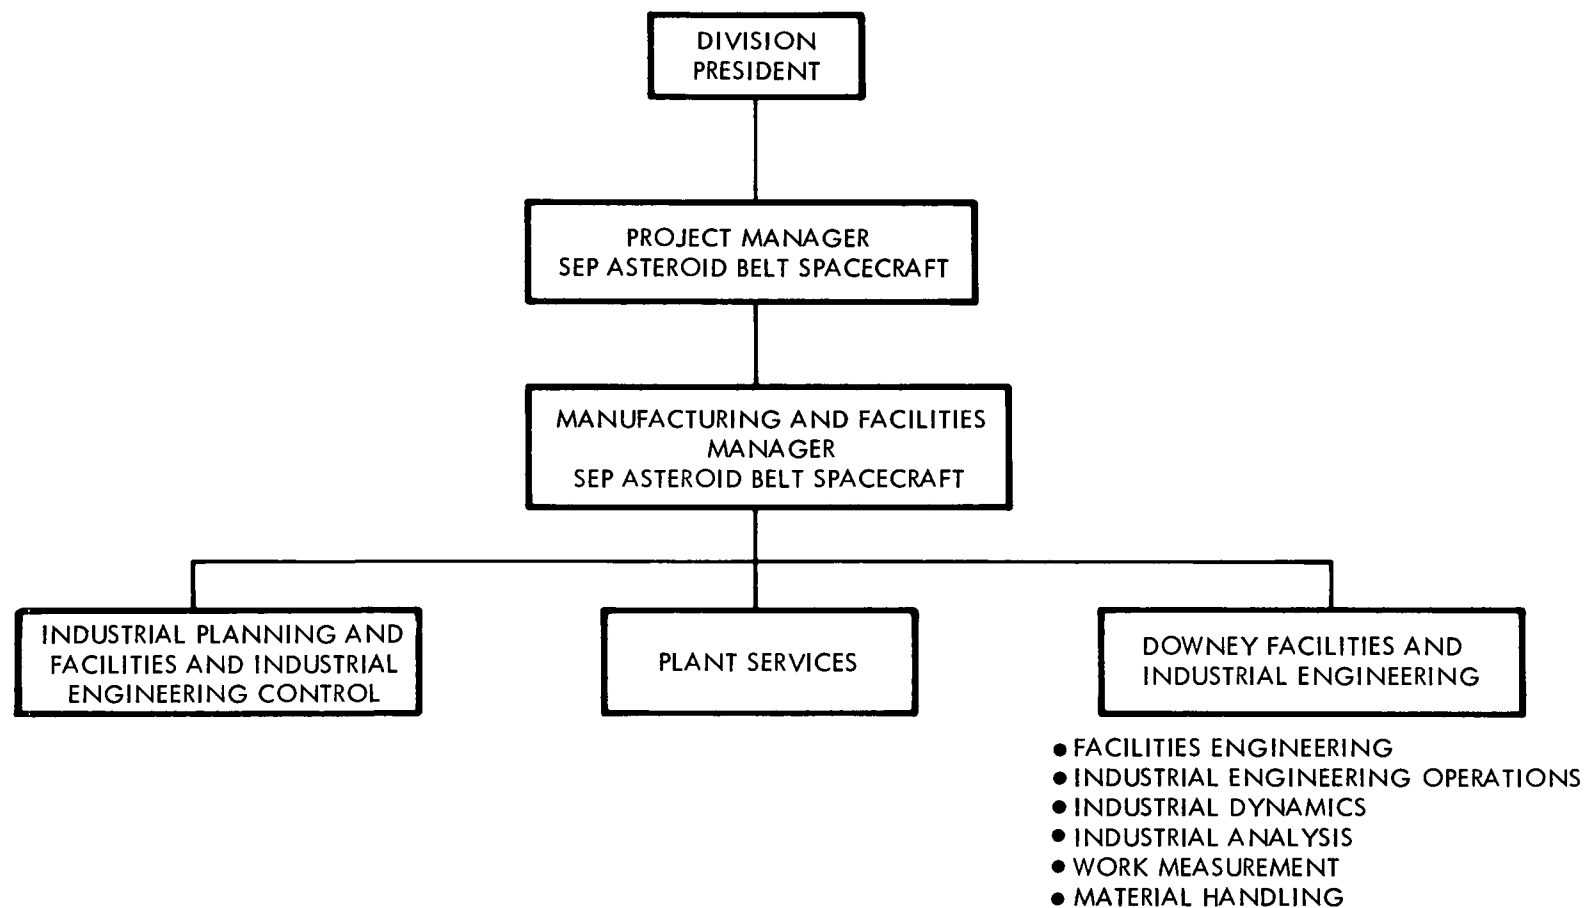 DIVISION
PRESIDENT
PROJECT MANAGER
SEP ASTEROID BELT SPACECRAFT
MANUFACTURING AND FACILITIES
MANAGER
SEP ASTEROID BELT SPACECRAFT
INDUSTRIAL PLANNING AND
FACILITIES AND INDUSTRIAL
ENGINEERING CONTROL
PLANT SERVICES
DOWNEY FACILITIES AND
INDUSTRIAL ENGINEERING
● FACILITIES ENGINEERING
● INDUSTRIAL ENGINEERING OPERATIONS
● INDUSTRIAL DYNAMICS
● INDUSTRIAL ANALYSIS
● WORK MEASUREMENT
● MATERIAL HANDLING